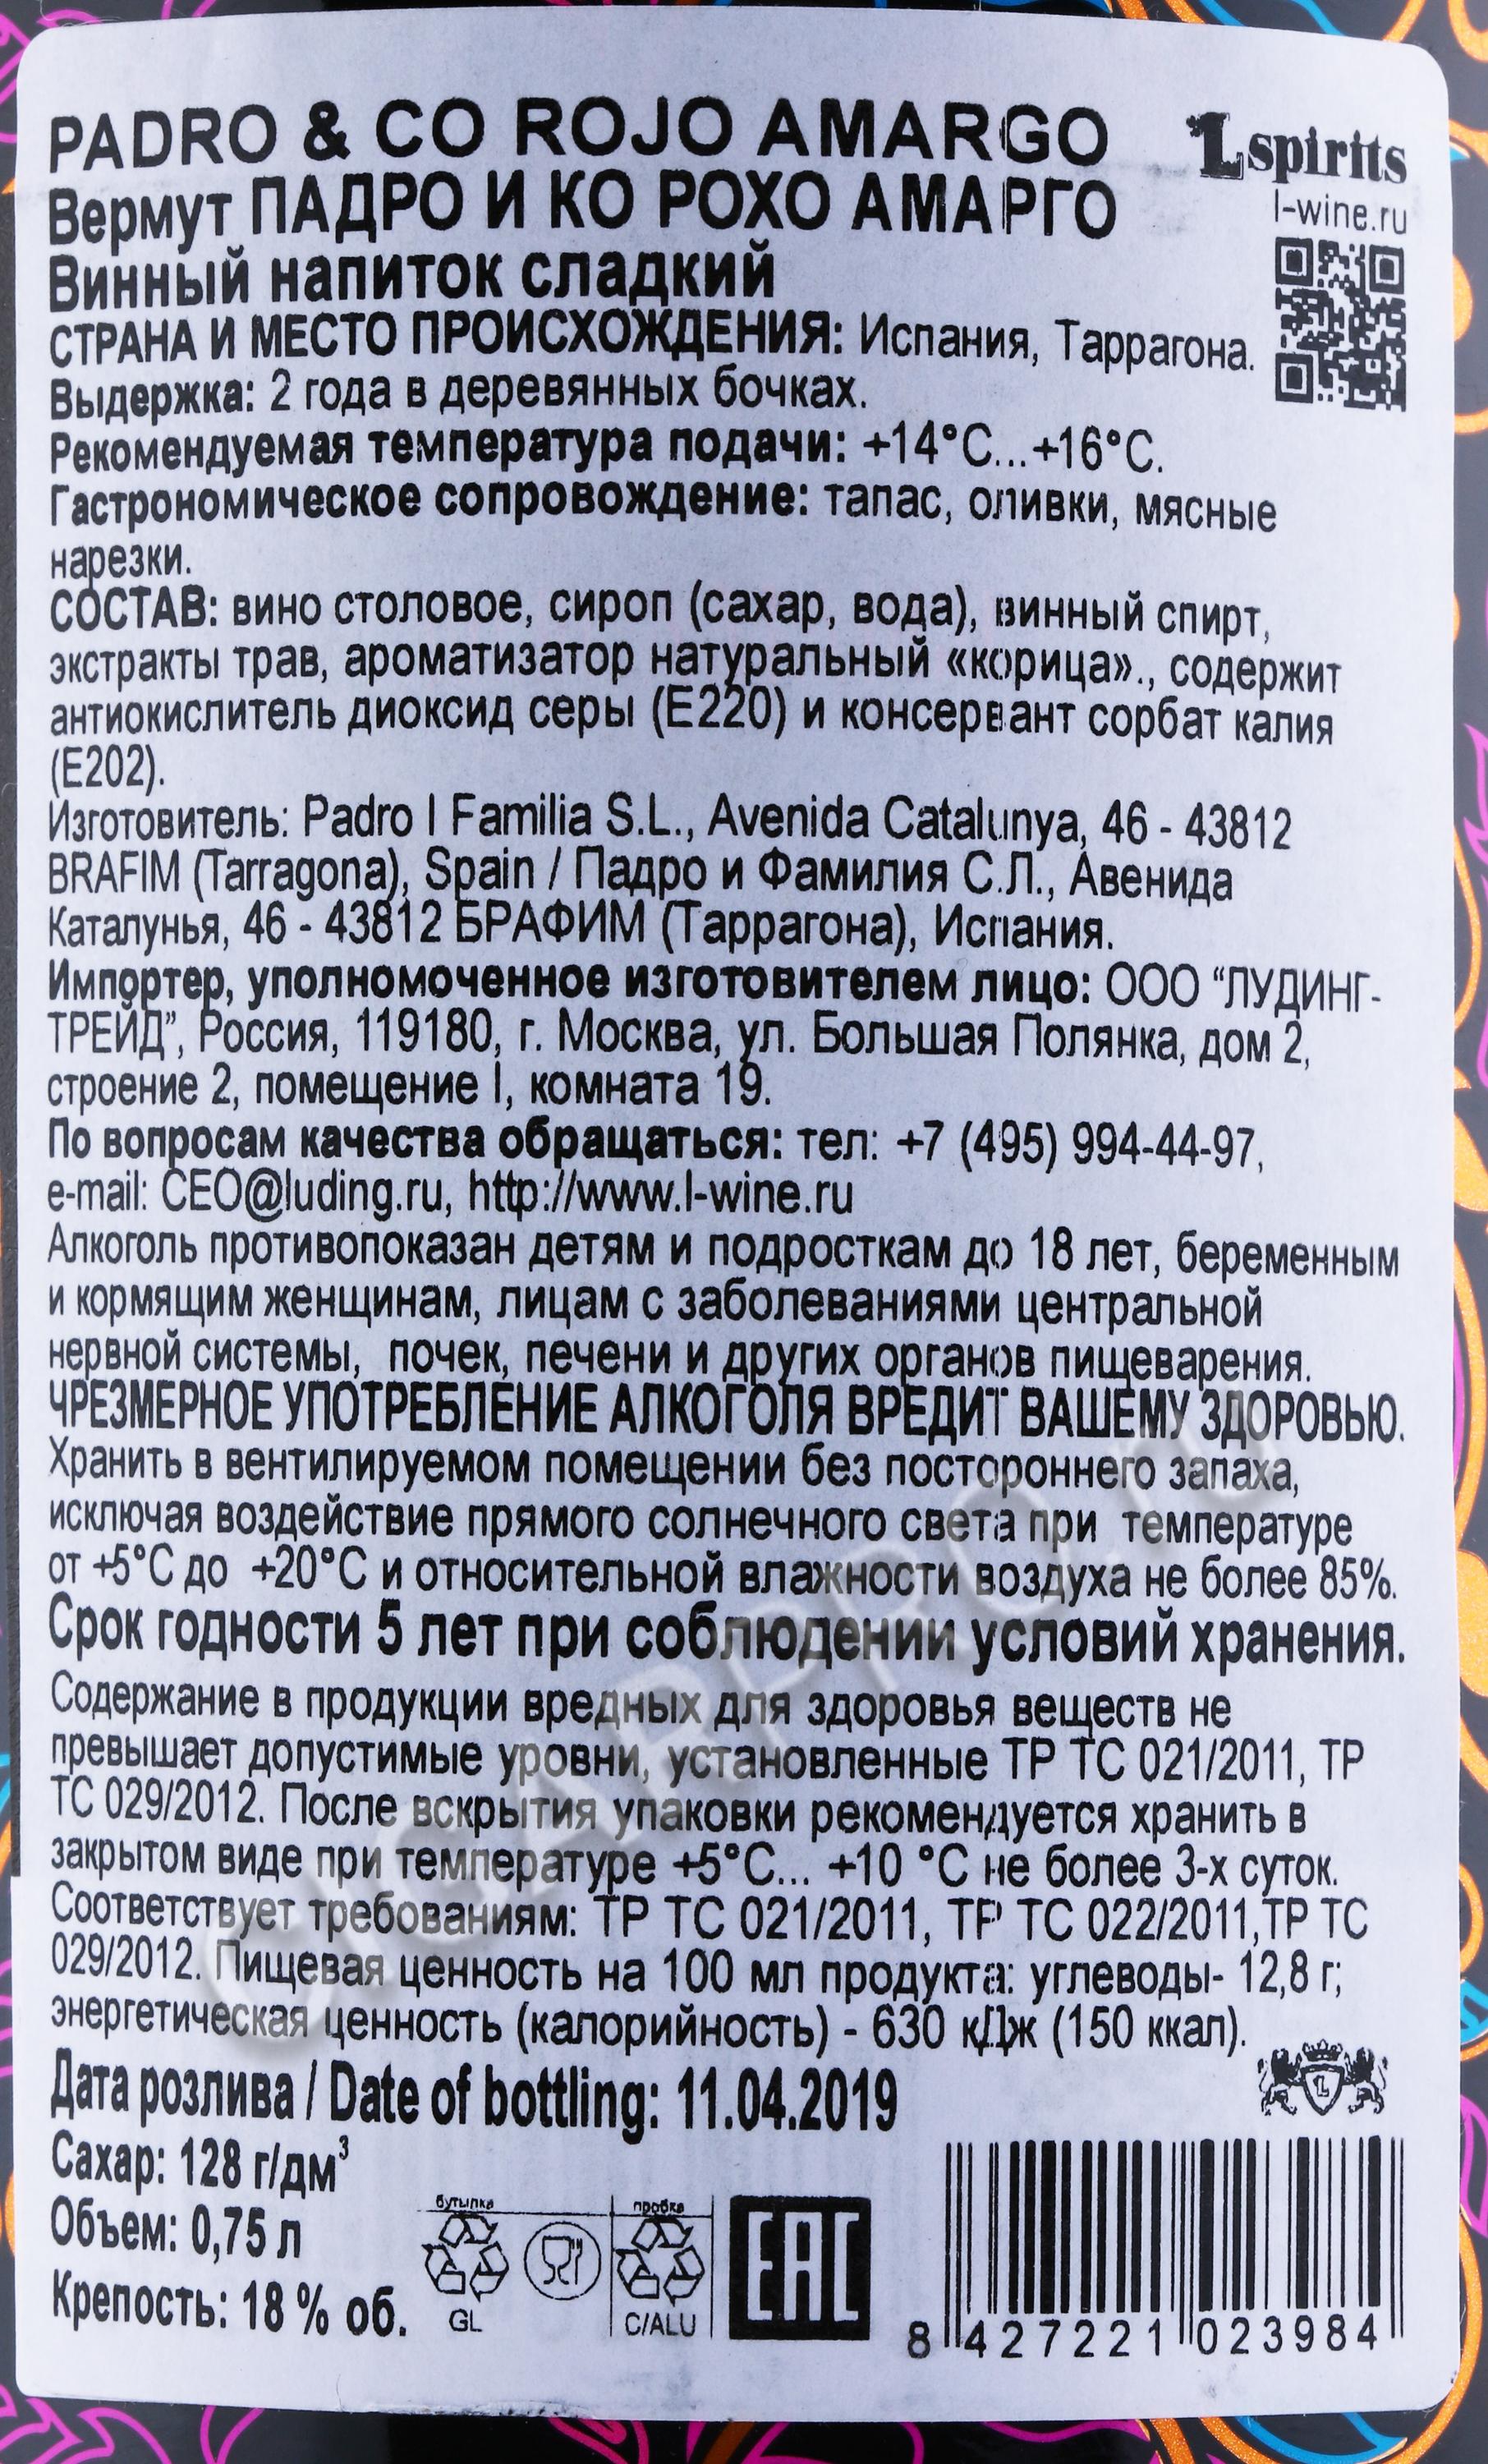 PADRO & CO ROJO AMARGO
Lspirits
l-wine.ru
Вермут ПАДРО И КО РОХО АМАРГО
Винный напиток сладкий
СТРАНА И МЕСТО ПРОИСХОЖДЕНИЯ: Испания, Таррагона.
Выдержка: 2 года в деревянных бочках.
Рекомендуемая температура подачи: +14°C...+16°C.
Гастрономическое сопровождение: тапас, оливки, мясные
нарезки.
СОСТАВ: вино столовое, сироп (сахар, вода), винный спирт,
экстракты трав, ароматизатор натуральный «корица»., содержит
антиокислитель диоксид серы (Е220) и консервант сорбат калия
(Е202).
Изготовитель: Padro I Familia S.L., Avenida Catalunya, 46 - 43812
BRAFIM (Tarragona), Spain / Падро и Фамилия С.Л., Авенида
Каталунья, 46 - 43812 БРАФИМ (Таррагона), Испания.
Импортер, уполномоченное изготовителем лицо: ООО “ЛУДИНГ-
ТРЕЙД”, Россия, 119180, г. Москва, ул. Большая Полянка, дом 2,
строение 2, помещение I, комната 19.
По вопросам качества обращаться: тел: +7 (495) 994-44-97,
e-mail: CEO@luding.ru, http://www.l-wine.ru
Алкоголь противопоказан детям и подросткам до 18 лет, беременным
и кормящим женщинам, лицам с заболеваниями центральной
нервной системы, почек, печени и других органов пищеварения.
ЧРЕЗМЕРНОЕ УПОТРЕБЛЕНИЕ АЛКОГОЛЯ ВРЕДИТ ВАШЕМУ ЗДОРОВЬЮ.
Хранить в вентилируемом помещении без постороннего запаха,
исключая воздействие прямого солнечного света при температуре
от +5°C до +20°C и относительной влажности воздуха не более 85%.
Срок годности 5 лет при соблюдении условий хранения.
Содержание в продукции вредных для здоровья веществ не
превышает допустимые уровни, установленные ТР ТС 021/2011, ТР
ТС 029/2012. После вскрытия упаковки рекомендуется хранить в
закрытом виде при температуре +5°C... +10 °C не более 3-х суток.
Соответствует требованиям: ТР ТС 021/2011, ТР ТС 022/2011,ТР ТС
029/2012. Пищевая ценность на 100 мл продукта: углеводы- 12,8 г;
энергетическая ценность (калорийность) - 630 кДж (150 ккал).
Дата розлива / Date of bottling: 11.04.2019
Сахар: 128 г/дм³
Объем: 0,75 л
Крепость: 18 % об.
бутылка
GL
пробка
C/ALU
EAC
8 427221 023984
CIGARPRO.ru